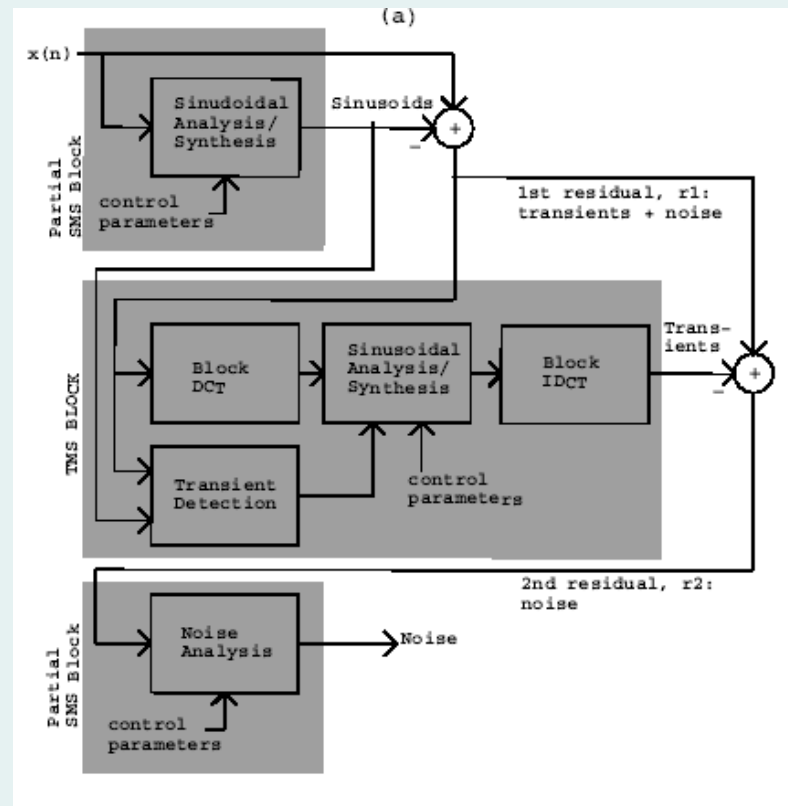 (a)
x(n)
Sinudoidal
Analysis/
Synthesis
Sinusoids
+
-
control
parameters
Partial
SMS Block
1st residual, r1:
transients + noise
Block
DCT
Sinusoidal
Analysis/
Synthesis
Block
IDCT
Trans-
ients
+
-
TMS BLOCK
Transient
Detection
control
parameters
2nd residual, r2:
noise
Noise
Analysis
Noise
control
parameters
Partial
SMS Block